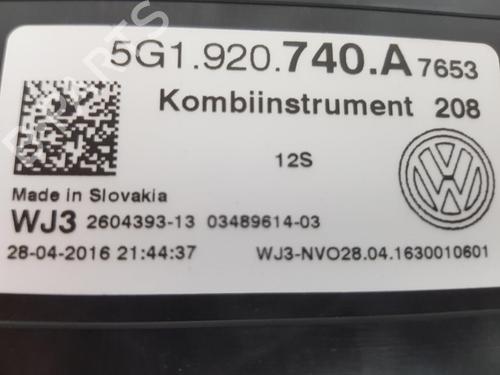 5G1.920.740.A 7653
Kombiinstrument 208
12S
Made in Slovakia
WJ3 2604393-13 03489614-03
28-04-2016 21:44:37 WJ3-NVO28.04.1630010601